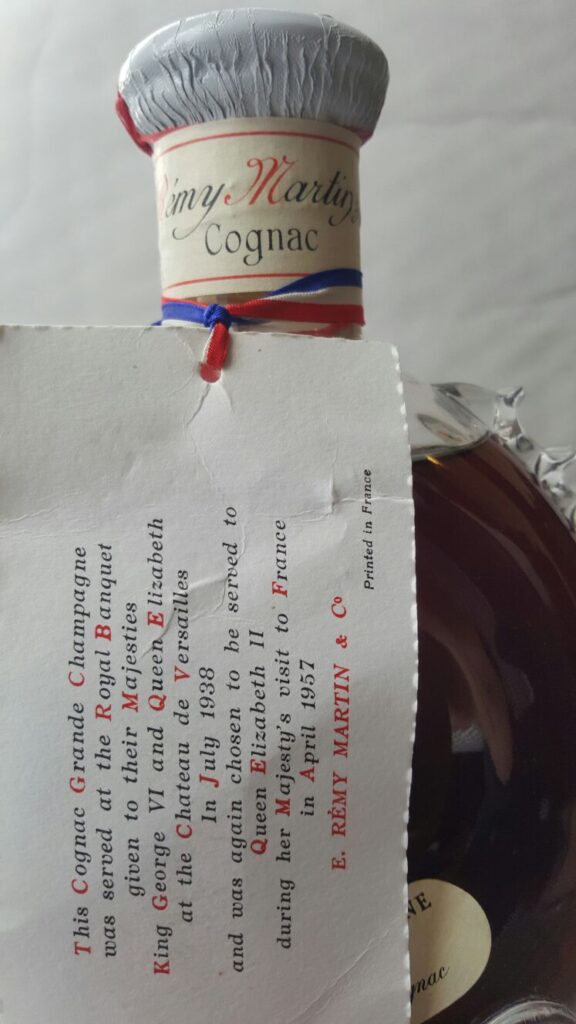 Rémy Martin
Cognac
This Cognac Grande Champagne
was served at the Royal Banquet
given to their Majesties
King George VI and Queen Elizabeth
at the Chateau de Versailles
In July 1938
and was again chosen to be served to
Queen Elizabeth II
during her Majesty's visit to France
in April 1957
E. RÉMY MARTIN & Cº
Printed in France